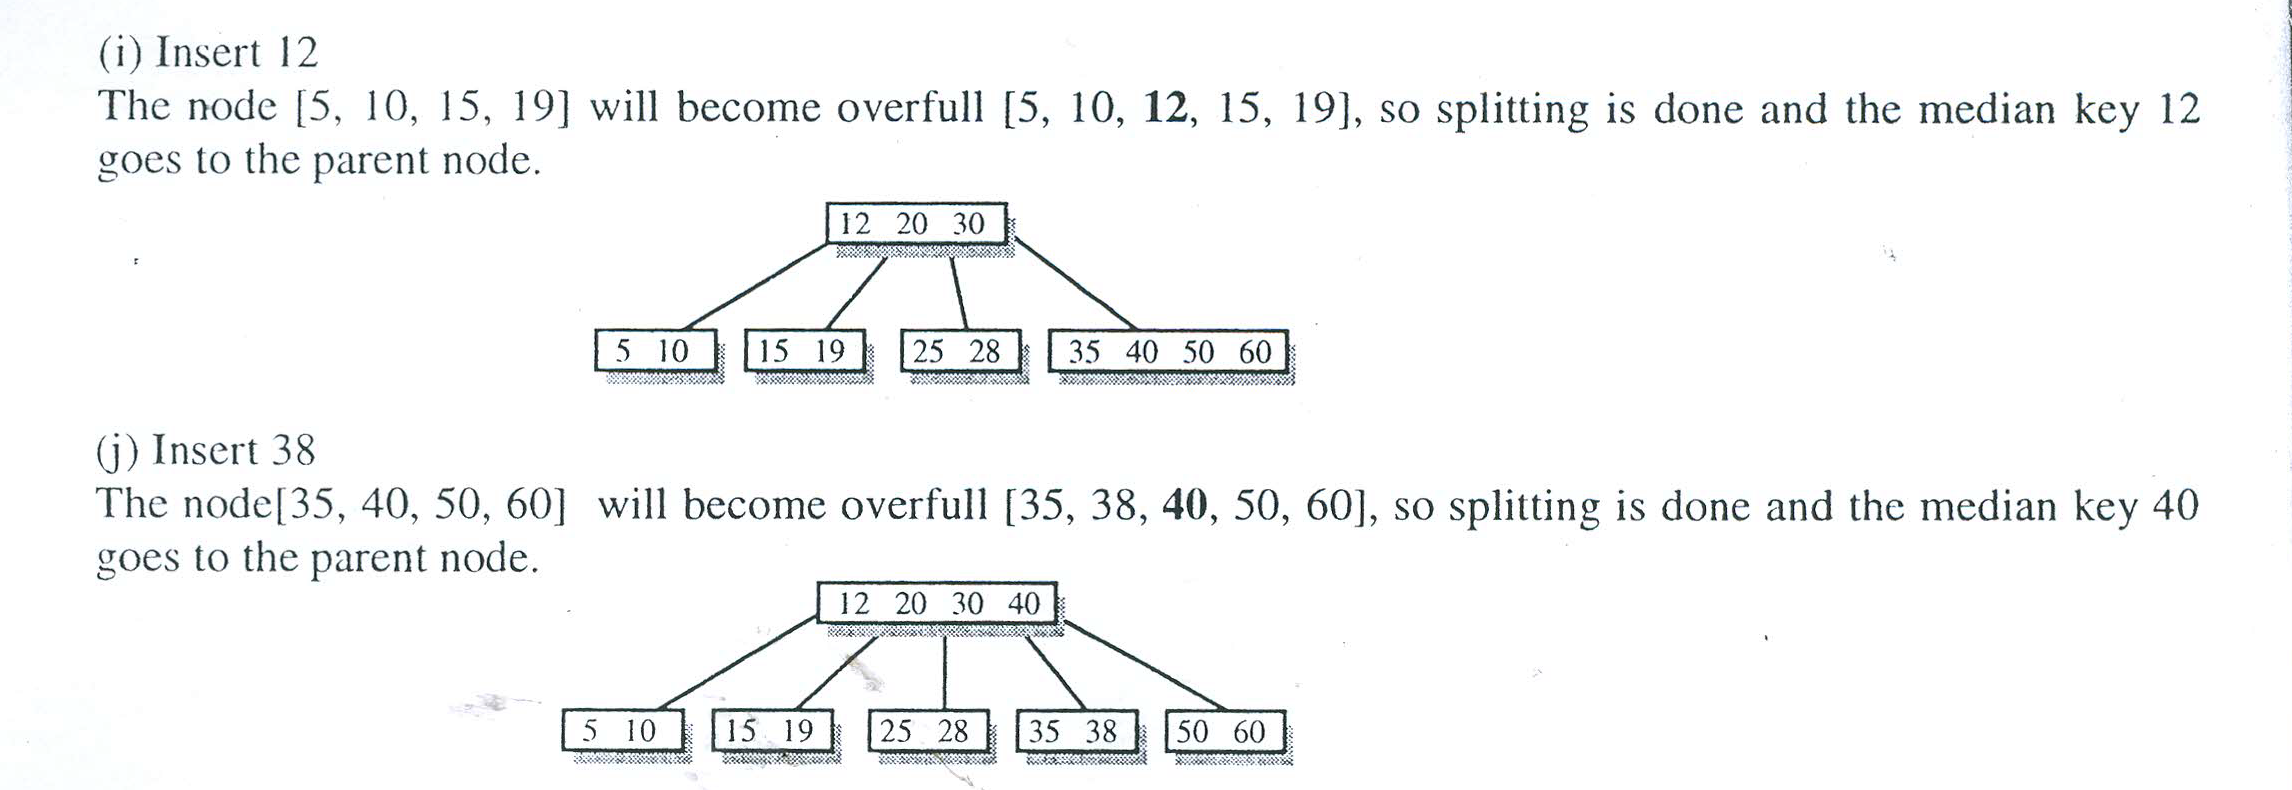 (i) Insert 12
The node [5, 10, 15, 19] will become overfull [5, 10, 12, 15, 19], so splitting is done and the median key 12
goes to the parent node.
12 20 30
5 10 15 19 25 28 35 40 50 60
(j) Insert 38
The node[35, 40, 50, 60] will become overfull [35, 38, 40, 50, 60], so splitting is done and the median key 40
goes to the parent node.
12 20 30 40
5 10 15 19 25 28 35 38 50 60